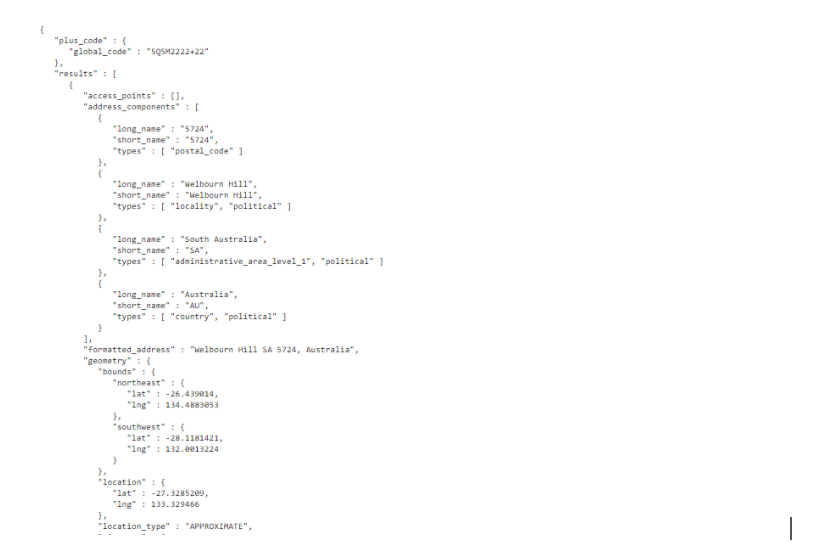 {
"plus_code" : {
"global_code" : "5QSM2222+22"
},
"results" : [
{
"access_points" : [],
"address_components" : [
{
"long_name" : "5724",
"short_name" : "5724",
"types" : [ "postal_code" ]
},
{
"long_name" : "Welbourn Hill",
"short_name" : "Welbourn Hill",
"types" : [ "locality", "political" ]
},
{
"long_name" : "South Australia",
"short_name" : "SA",
"types" : [ "administrative_area_level_1", "political" ]
},
{
"long_name" : "Australia",
"short_name" : "AU",
"types" : [ "country", "political" ]
}
],
"formatted_address" : "Welbourn Hill SA 5724, Australia",
"geometry" : {
"bounds" : {
"northeast" : {
"lat" : -26.439014,
"lng" : 134.4883053
},
"southwest" : {
"lat" : -28.1181421,
"lng" : 132.0013224
}
},
"location" : {
"lat" : -27.3285209,
"lng" : 133.329466
},
"location_type" : "APPROXIMATE",